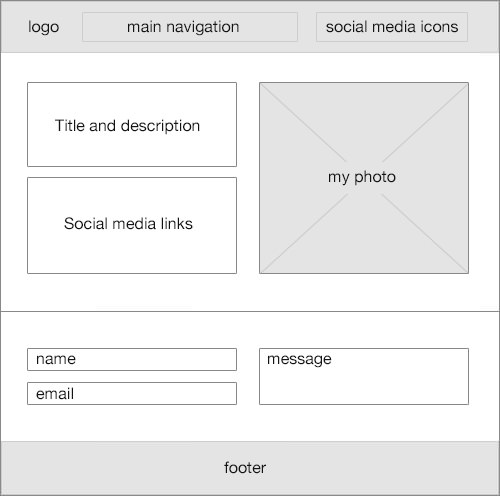 logo
main navigation
social media icons
Title and description
my photo
Social media links
name
message
email
footer